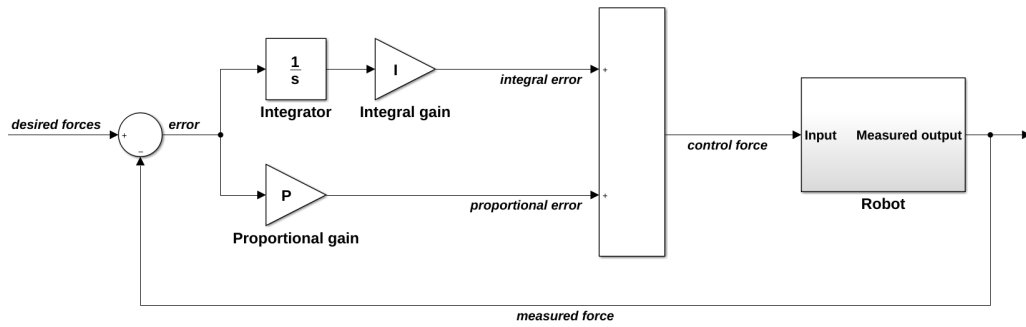 desired forces
+
−
error
1
s
Integrator
I
Integral gain
integral error
P
Proportional gain
proportional error
+
+
control force
Input
Measured output
Robot
measured force